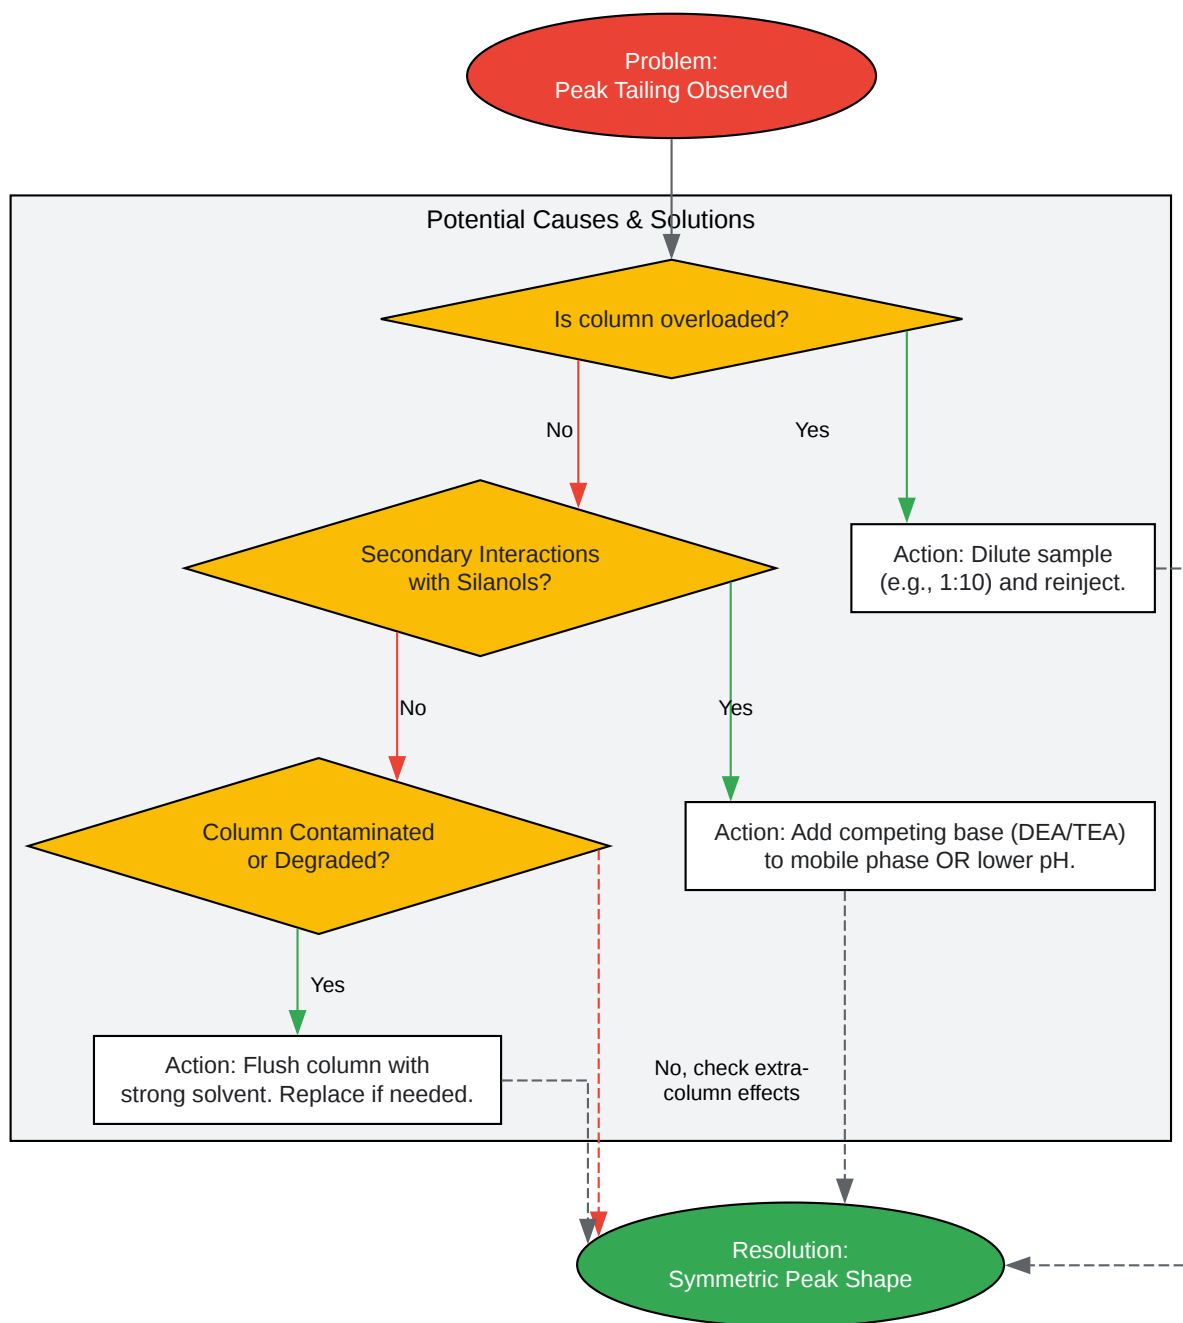 Problem:
Peak Tailing Observed
Potential Causes & Solutions
Is column overloaded?
No
Yes
Secondary Interactions
with Silanols?
Action: Dilute sample
(e.g., 1:10) and reinject.
No
Yes
Column Contaminated
or Degraded?
Action: Add competing base (DEA/TEA)
to mobile phase OR lower pH.
Yes
Action: Flush column with
strong solvent. Replace if needed.
No, check extra-
column effects
Resolution:
Symmetric Peak Shape